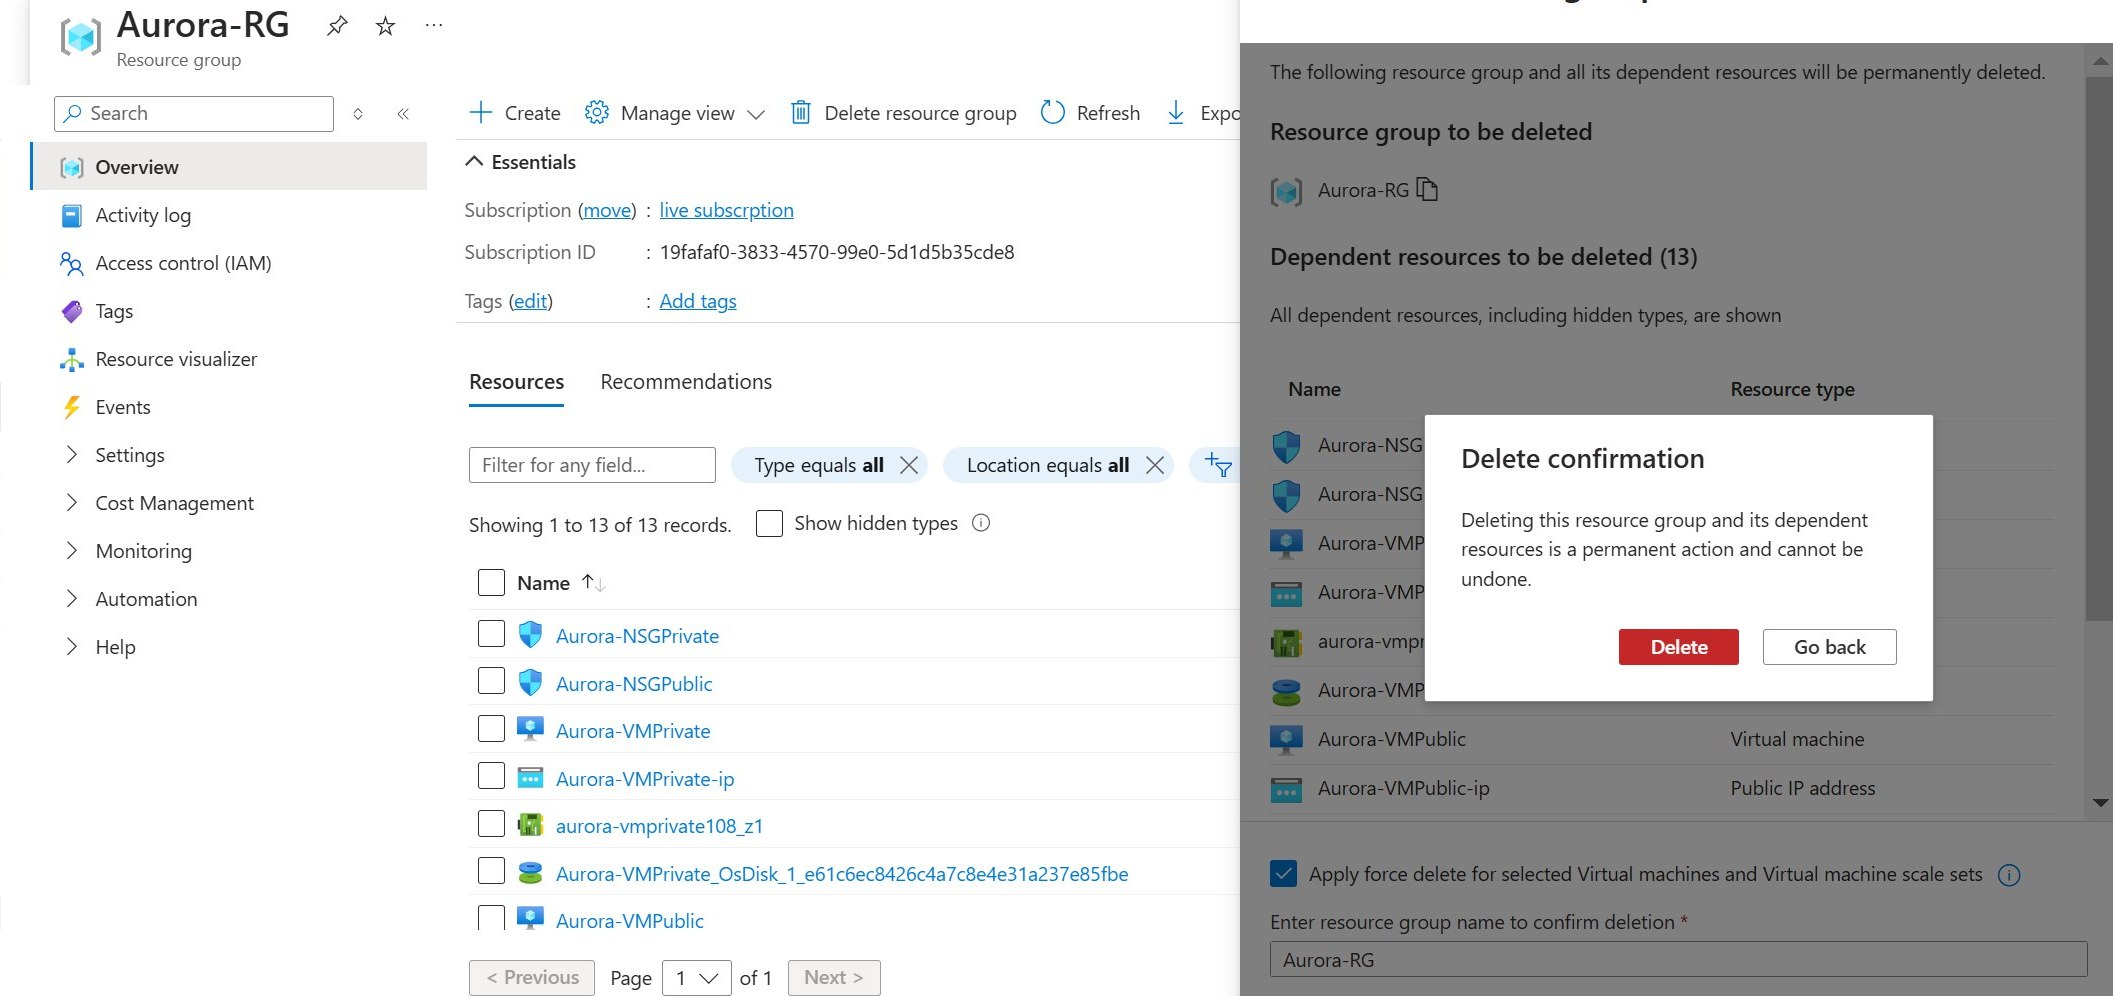 Aurora-RG
...
Resource group
Search
Overview
Activity log
Access control (IAM)
Tags
Resource visualizer
Events
Settings
Cost Management
Monitoring
Automation
Help
Create Manage view Delete resource group Refresh Expo
Essentials
Subscription (move) : live subscrption
Subscription ID : 19fafaf0-3833-4570-99e0-5d1d5b35cde8
Tags (edit) : Add tags
Resources Recommendations
Filter for any field... Type equals all Location equals all
Showing 1 to 13 of 13 records. Show hidden types
Name
Aurora-NSGPrivate
Aurora-NSGPublic
Aurora-VMPrivate
Aurora-VMPrivate-ip
aurora-vmprivate108_z1
Aurora-VMPrivate_OsDisk_1_e61c6ec8426c4a7c8e4e31a237e85fbe
Aurora-VMPublic
< Previous Page 1 of 1 Next >
The following resource group and all its dependent resources will be permanently deleted.
Resource group to be deleted
Aurora-RG
Dependent resources to be deleted (13)
All dependent resources, including hidden types, are shown
Name Resource type
Aurora-NSG
Aurora-NSG
Aurora-VMP
Aurora-VMP
aurora-vmpr
Aurora-VMP
Aurora-VMPublic Virtual machine
Aurora-VMPublic-ip Public IP address
Delete confirmation
Deleting this resource group and its dependent
resources is a permanent action and cannot be
undone.
Delete Go back
Apply force delete for selected Virtual machines and Virtual machine scale sets
Enter resource group name to confirm deletion *
Aurora-RG